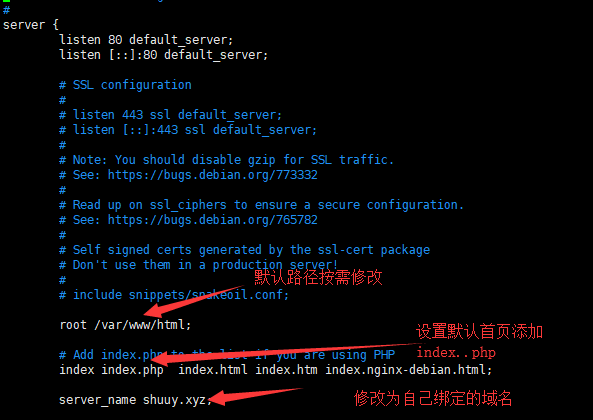 #
server {
listen 80 default_server;
listen [::]:80 default_server;
# SSL configuration
#
# listen 443 ssl default_server;
# listen [::]:443 ssl default_server;
#
# Note: You should disable gzip for SSL traffic.
# See: https://bugs.debian.org/773332
#
# Read up on ssl_ciphers to ensure a secure configuration.
# See: https://bugs.debian.org/765782
#
# Self signed certs generated by the ssl-cert package
# Don't use them in a production server!
#
默认路径按需修改
# include snippets/snakeoil.conf;
root /var/www/html;
设置默认首页添加
index..php
# Add index.php to the list if you are using PHP
index index.php index.html index.htm index.nginx-debian.html;
server_name shuuy.xyz;
修改为自己绑定的域名